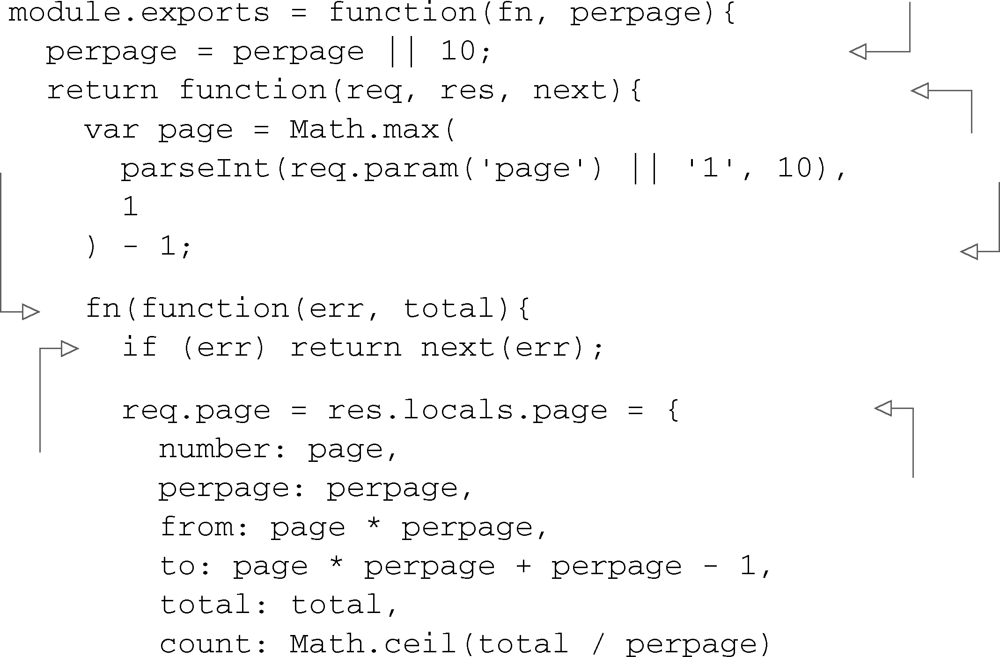 module.exports = function(fn, perpage){
perpage = perpage || 10;
return function(req, res, next){
var page = Math.max(
parseInt(req.param('page') || '1', 10),
1
) - 1;
fn(function(err, total){
if (err) return next(err);
req.page = res.locals.page = {
number: page,
perpage: perpage,
from: page * perpage,
to: page * perpage + perpage - 1,
total: total,
count: Math.ceil(total / perpage)